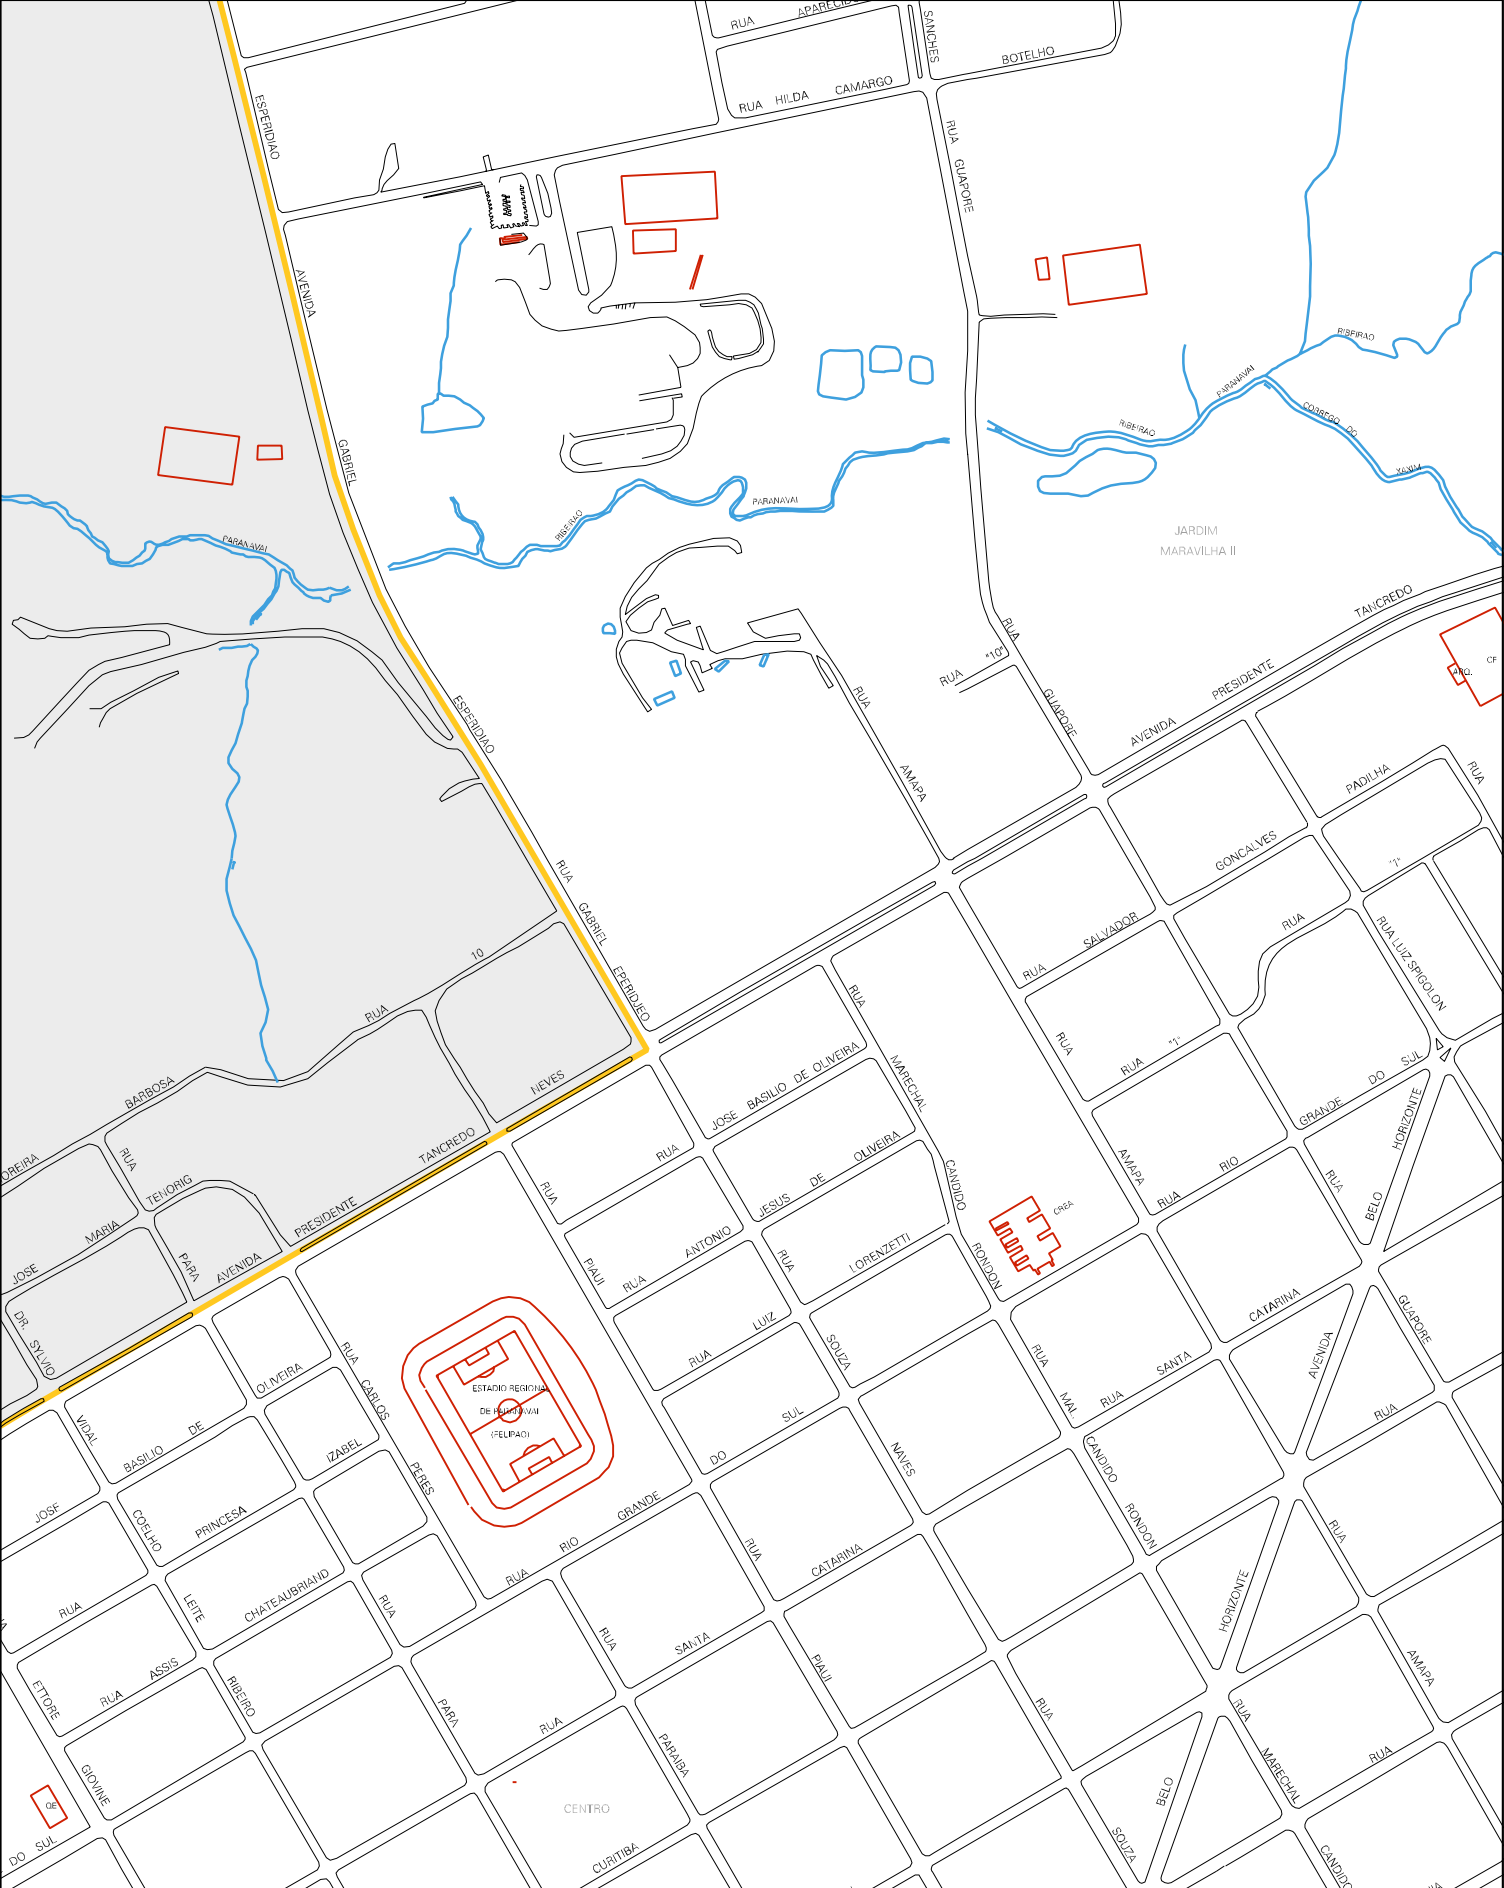 RUA APARECIDA
SANCHES
BOTELHO
RUA HILDA CAMARGO
ESPERIDIAO
RUA GUAPORE
AVENIDA
RIBEIRAO
PARANAVAI
CORREGO DO
XAXIM
RIBEIRAO
GABRIEL
PARANAVAI
RIBEIRAO
PARANAVAI
JARDIM
MARAVILHA II
TANCREDO
RUA
"10"
RUA
GUAPORE
PRESIDENTE
AVENIDA
ARQ.
CF
RUA
AMAPA
ESPERIDIAO
PADILHA
RUA
GONCALVES
"7"
RUA
GABRIEL
SALVADOR
RUA
RUA
RUA LUIZ SPIGOLON
EPERIDJEO
10
RUA
RUA
RUA
RUA "1"
BARBOSA
NEVES
JOSE BASILIO DE OLIVEIRA
MARECHAL
GRANDE DO SUL
HORIZONTE
OREIRA
RUA
TENORIG
TANCREDO
RUA
JESUS DE OLIVEIRA
CANDIDO
AMAPA
RUA RIO
RUA
BELO
MARIA
JOSE
PARA
AVENIDA
PRESIDENTE
RUA
PIAUI
RUA ANTONIO
RUA
LORENZETTI
RONDON
CREA
CATARINA
GUAPORE
DR. SYLVIO
RUA
CARLOS
PERES
OLIVEIRA
ESTADIO REGIONAL
DE PARANAVAI
(FELIPAO)
RUA LUIZ
SOUZA
RUA
MAL.
RUA SANTA
AVENIDA
RUA
VIDAL
BASILIO DE
IZABEL
DO SUL
NAVES
CANDIDO
RONDON
JOSE
COELHO
PRINCESA
RUA RIO GRANDE
RUA
CATARINA
RUA
RUA
LEITE
CHATEAUBRIAND
RUA
RUA
SANTA
PIAUI
HORIZONTE
AMAPA
ETTORE
RUA ASSIS
RIBEIRO
PARA
RUA
PARAIBA
RUA
RUA
MARECHAL
RUA
GIOVINE
QE
CENTRO
BELO
DO SUL
CURITIBA
SOUZA
CANDIDO